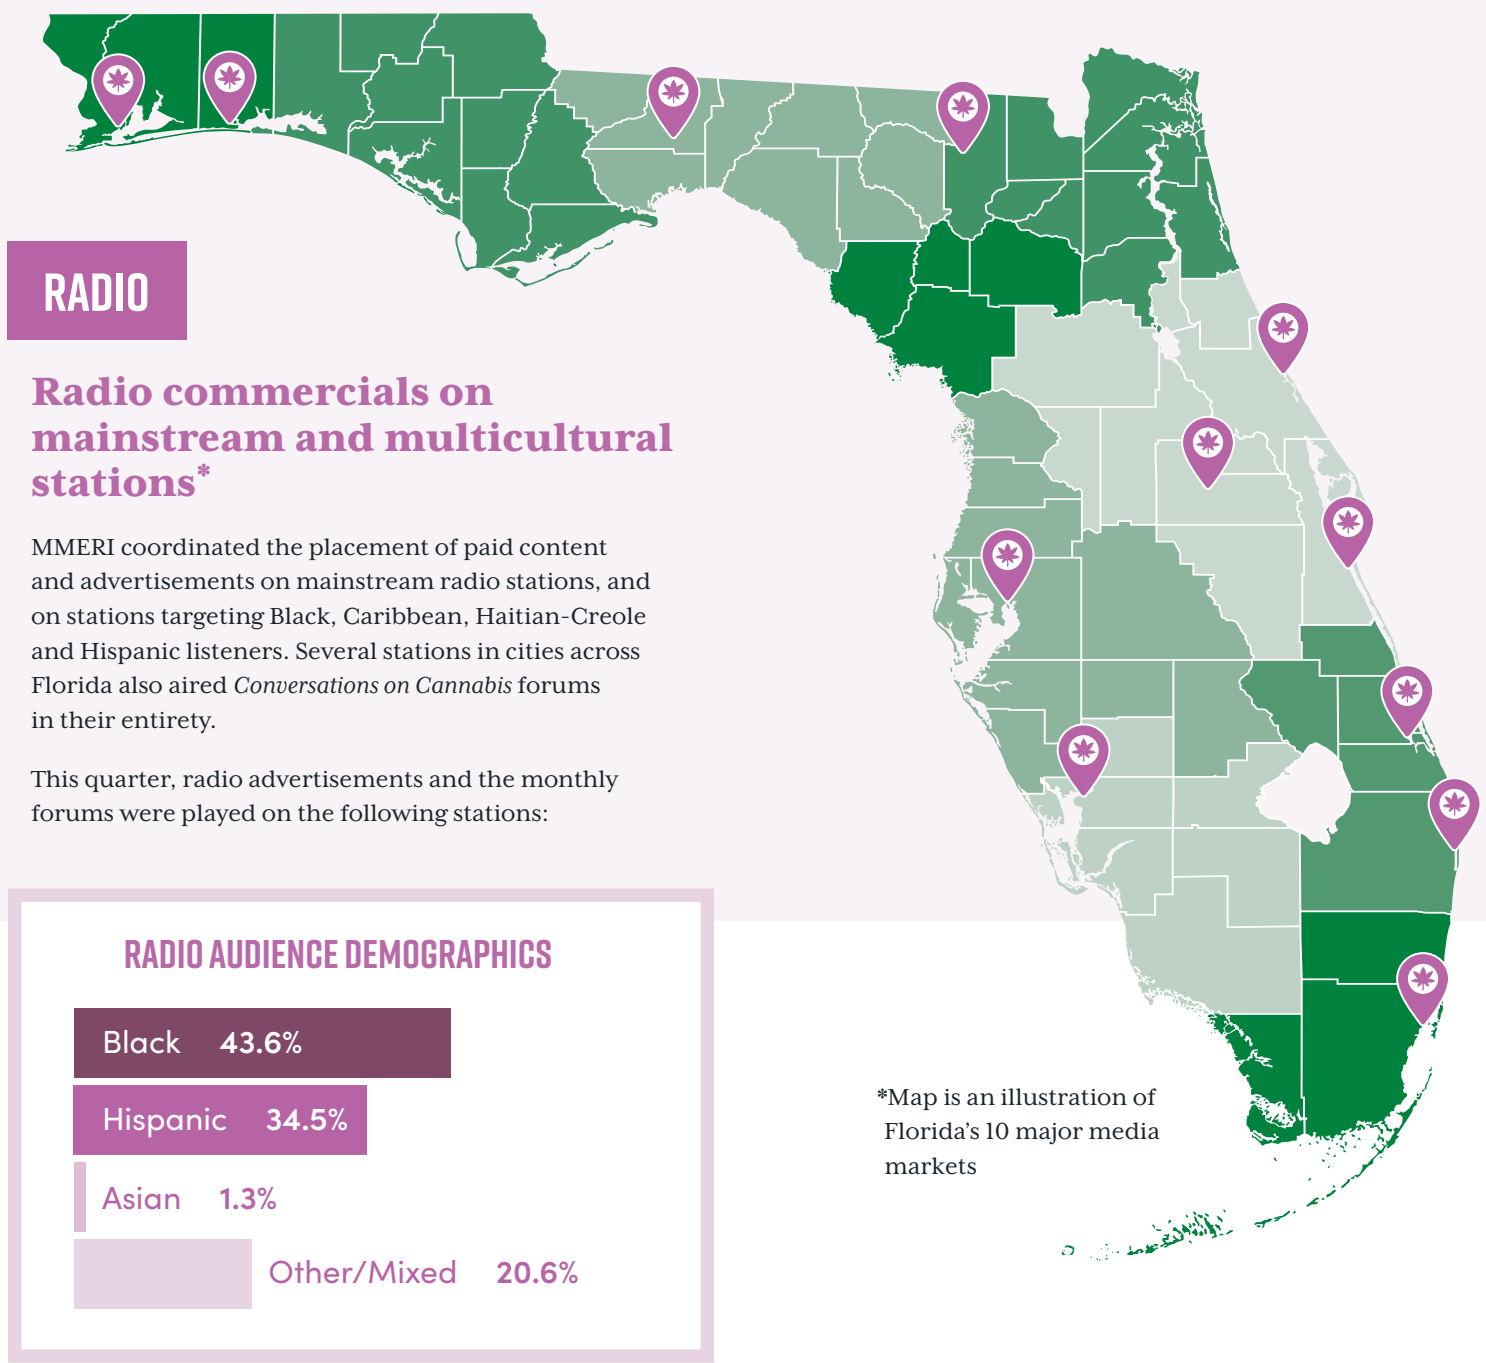 RADIO
Radio commercials on
mainstream and multicultural
stations*
MMERI coordinated the placement of paid content
and advertisements on mainstream radio stations, and
on stations targeting Black, Caribbean, Haitian-Creole
and Hispanic listeners. Several stations in cities across
Florida also aired Conversations on Cannabis forums
in their entirety.
This quarter, radio advertisements and the monthly
forums were played on the following stations:
RADIO AUDIENCE DEMOGRAPHICS
Black 43.6%
Hispanic 34.5%
Asian 1.3%
Other/Mixed 20.6%
*Map is an illustration of
Florida’s 10 major media
markets